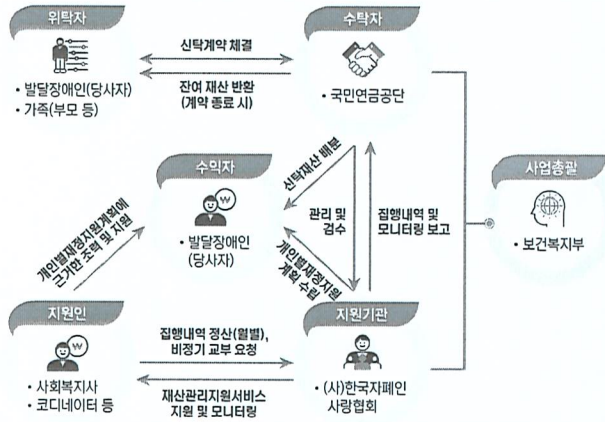 위탁자
• 발달장애인(당사자)
• 가족(부모 등)
신탁계약 체결
잔여 재산 반환
(계약 종료 시)
수탁자
• 국민연금공단
수익자
₩
• 발달장애인
(당사자)
신탁재산 배분
관리 및
검수
집행내역 및
모니터링 보고
사업총괄
• 보건복지부
개인별재정지원계획에
근거한 조력 및 지원
개인별재정지원
계획 수립
지원인
₩
• 사회복지사
• 코디네이터 등
집행내역 정산(월별),
비정기 교부 요청
재산관리지원서비스
지원 및 모니터링
지원기관
• (사)한국자폐인
사랑협회